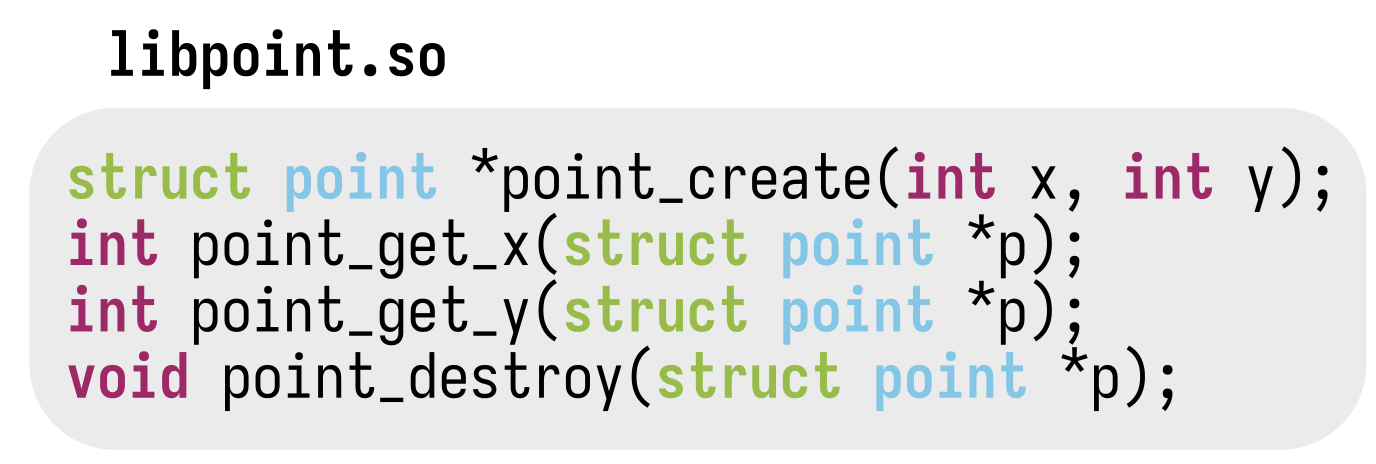 libpoint.so
struct point *point_create(int x, int y);
int point_get_x(struct point *p);
int point_get_y(struct point *p);
void point_destroy(struct point *p);